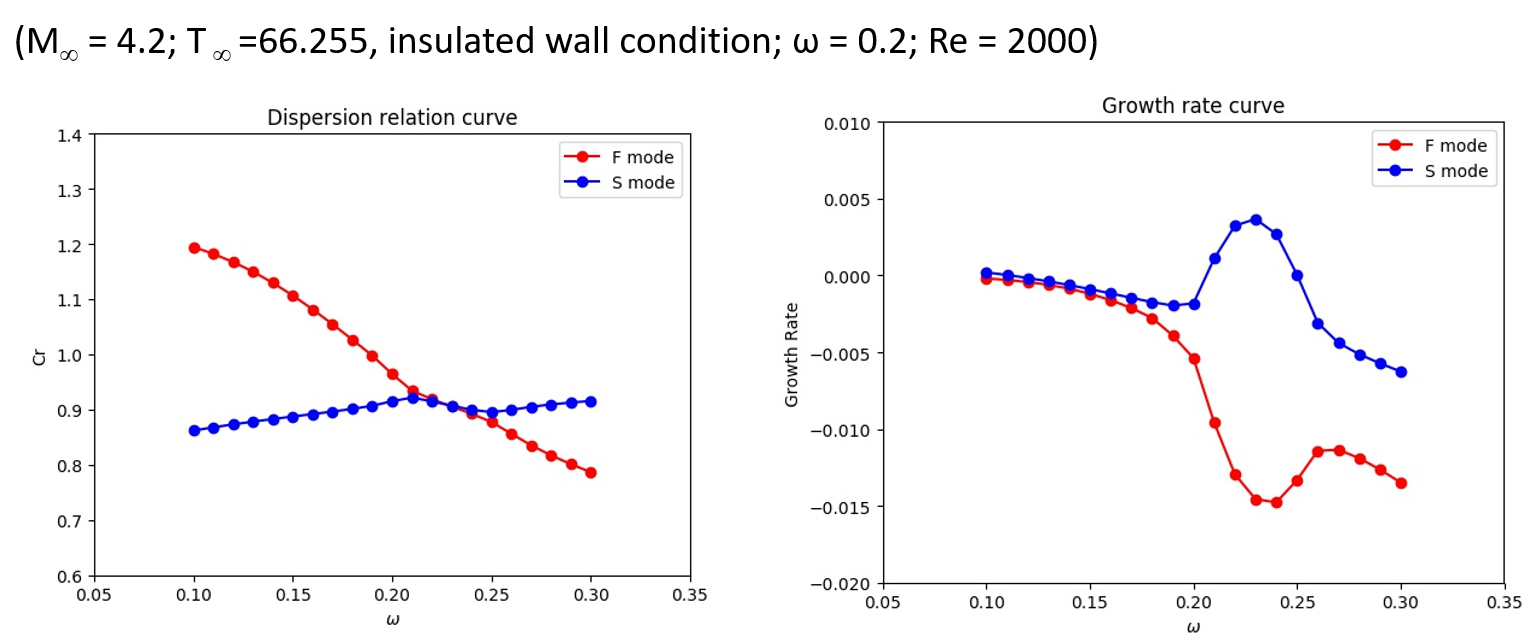 (M∞ = 4.2; T ∞ =66.255, insulated wall condition; ω = 0.2; Re = 2000)
Dispersion relation curve
1.4
1.3
1.2
1.1
1.0
0.9
0.8
0.7
0.6
Cr
0.05 0.10 0.15 0.20 0.25 0.30 0.35
ω
F mode
S mode
Growth rate curve
0.010
0.005
0.000
−0.005
−0.010
−0.015
−0.020
Growth Rate
0.05 0.10 0.15 0.20 0.25 0.30 0.35
ω
F mode
S mode